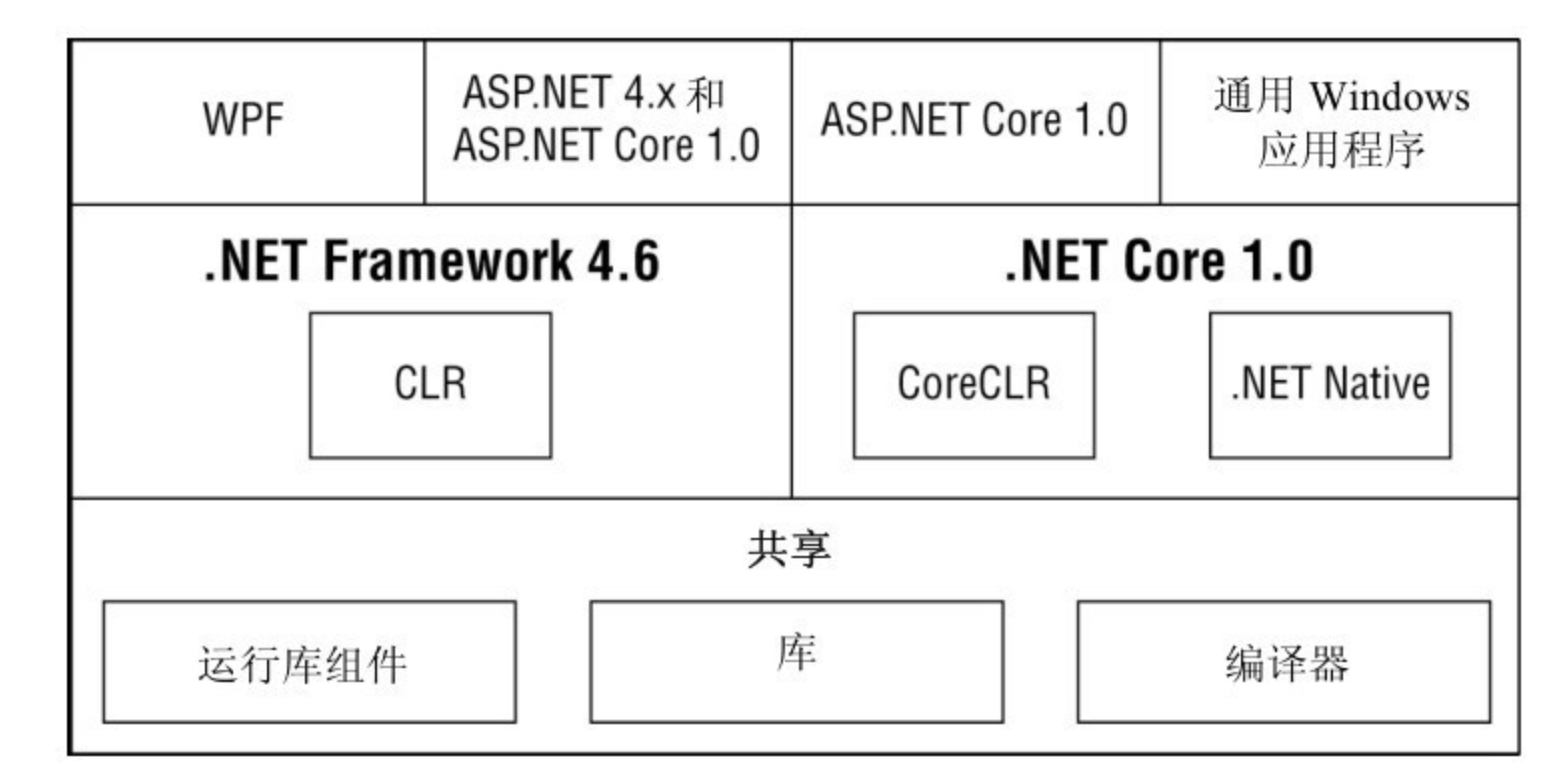 WPF
ASP.NET 4.x 和
ASP.NET Core 1.0
ASP.NET Core 1.0
通用 Windows
应用程序
.NET Framework 4.6
.NET Core 1.0
CLR
CoreCLR
.NET Native
共享
运行库组件
库
编译器